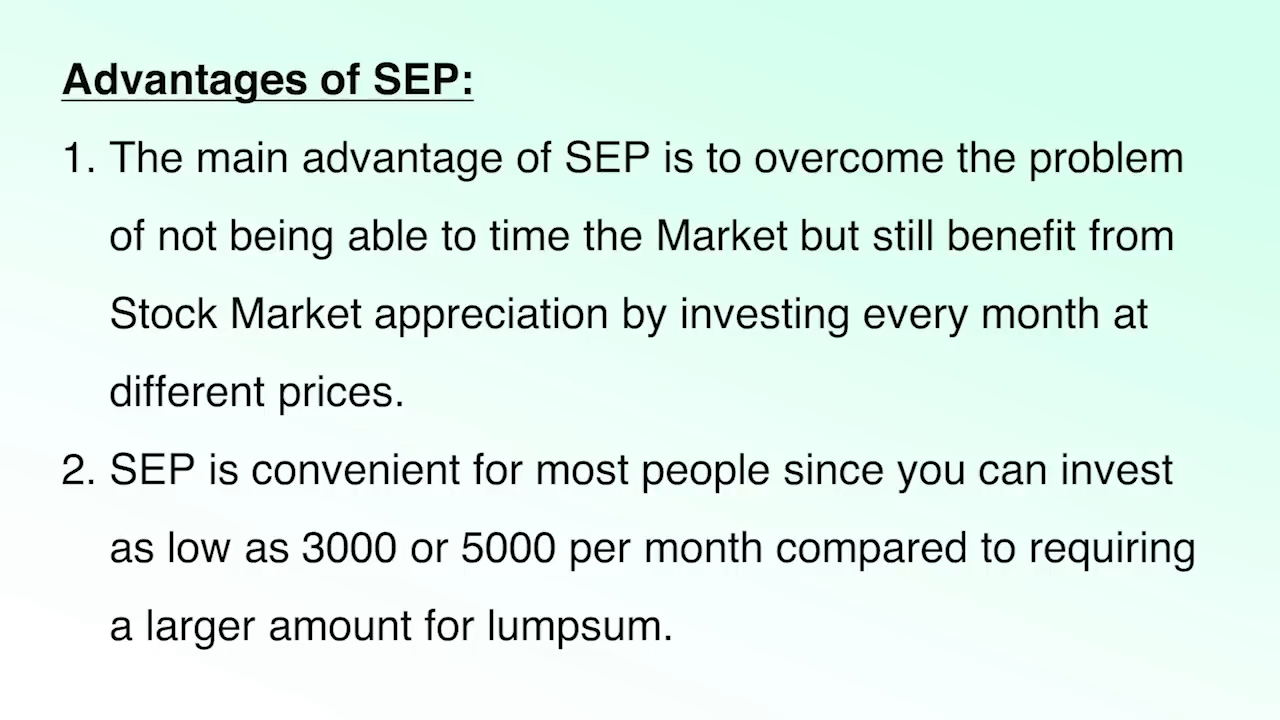 Advantages of SEP:
1. The main advantage of SEP is to overcome the problem
of not being able to time the Market but still benefit from
Stock Market appreciation by investing every month at
different prices.
2. SEP is convenient for most people since you can invest
as low as 3000 or 5000 per month compared to requiring
a larger amount for lumpsum.